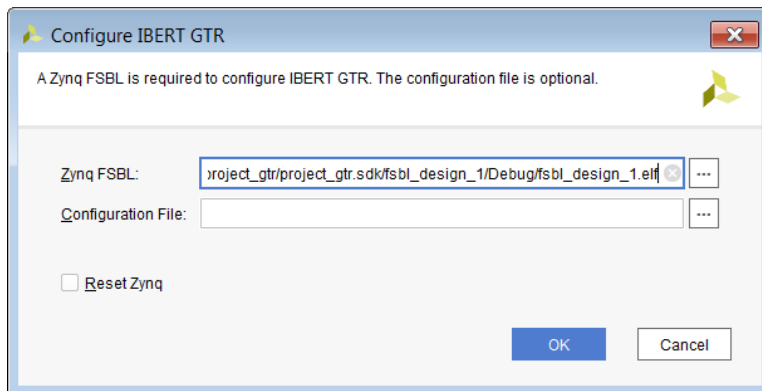 Configure IBERT GTR
A Zynq FSBL is required to configure IBERT GTR. The configuration file is optional.
Zynq FSBL: project_gtr/project_gtr.sdk/fsbl_design_1/Debug/fsbl_design_1.elf ...
Configuration File: ...
Reset Zynq
OK Cancel